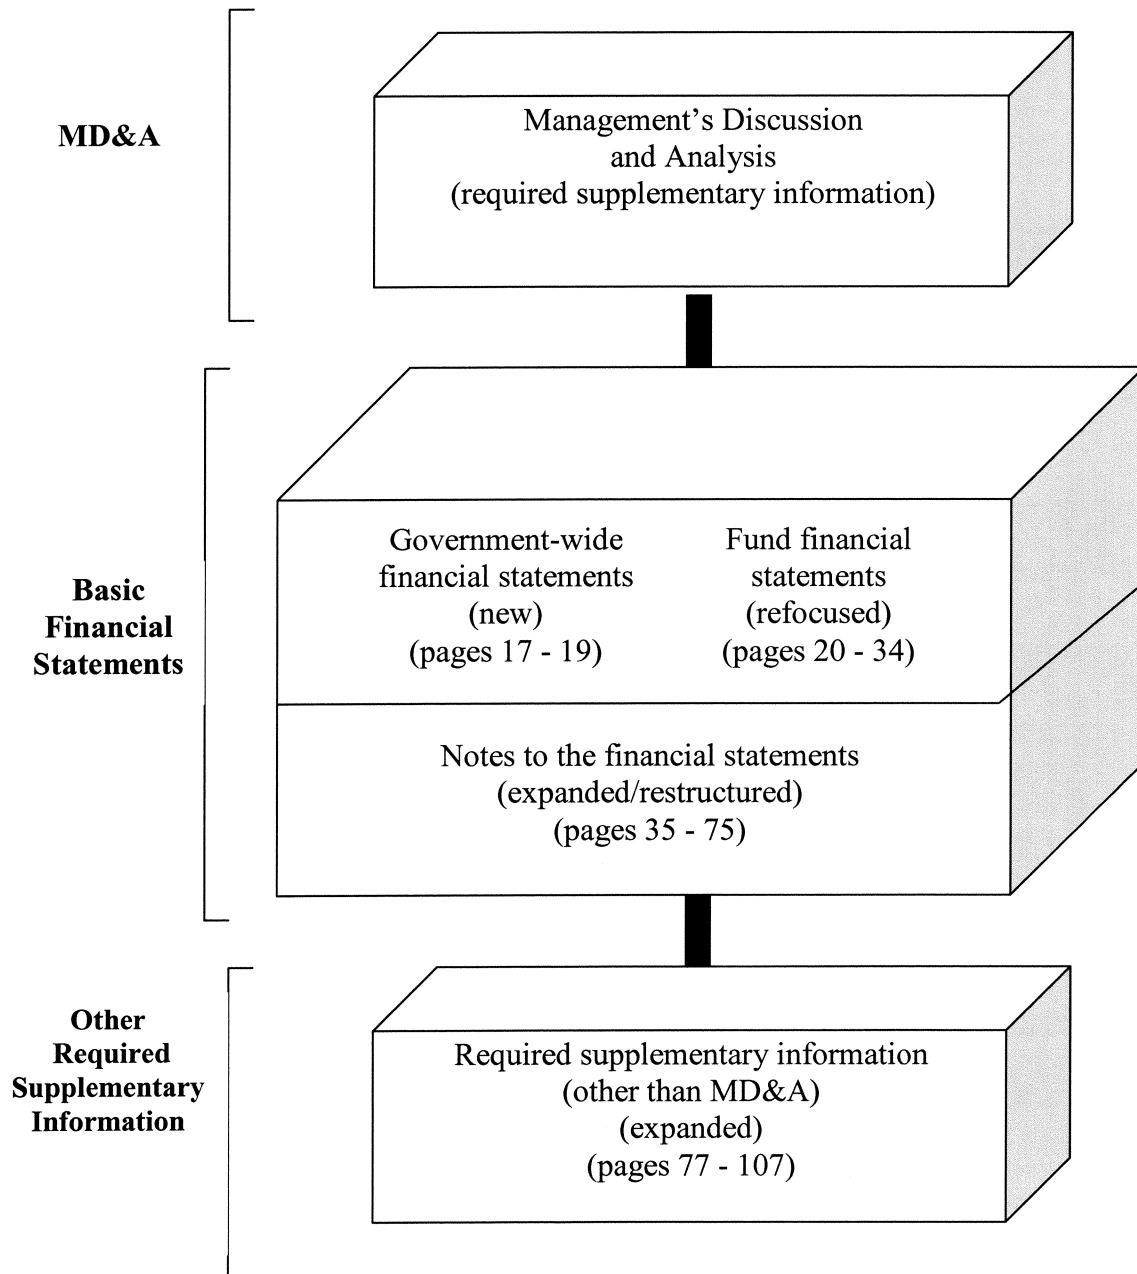 MD&A
Management's Discussion
and Analysis
(required supplementary information)
Basic
Financial
Statements
Government-wide
financial statements
(new)
(pages 17 - 19)
Fund financial
statements
(refocused)
(pages 20 - 34)
Notes to the financial statements
(expanded/restructured)
(pages 35 - 75)
Other
Required
Supplementary
Information
Required supplementary information
(other than MD&A)
(expanded)
(pages 77 - 107)